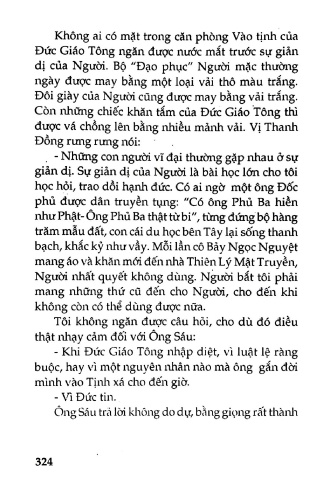 Không ai có mặt trong căn phòng Vào tịnh của
Đức Giáo Tông ngăn được nước mắt trước sự giản
dị của Người. Bộ “Đạo phục” Người mặc thường
ngày được may bằng một loại vải thô màu trắng.
Đôi giày của Người cũng được may bằng vải trắng.
Còn những chiếc khăn tắm của Đức Giáo Tông thì
được vá chồng lên bằng nhiều mảnh vải. Vị Thanh
Đồng rưng rưng nói:
- Những con người vĩ đại thường gặp nhau ở sự
giản dị. Sự giản dị của Người là bài học lớn cho tôi
học hỏi, trao dồi hạnh đức. Có ai ngờ một ông Đốc
phủ được dân truyền tụng: “Có ông Phủ Ba hiền
như Phật- Ông Phủ Ba thật từ bi”, từng đứng bộ hàng
trăm mẫu đất, con cái du học bên Tây lại sống thanh
bạch, khắc kỷ như vầy. Mỗi lần cô Bảy Ngọc Nguyệt
mang áo và khăn mới đến nhà Thiên Lý Mật Truyền,
Người nhất quyết không dùng. Người bắt tôi phải
mang những thứ cũ đến cho Người, cho đến khi
không còn có thể dùng được nữa.
Tôi không ngăn được câu hỏi, cho dù đó điều
thật nhạy cảm đối với Ông Sáu:
- Khi Đức Giáo Tông nhập diệt, vì luật lệ ràng
buộc, hay vì một nguyên nhân nào mà ông gắn đời
mình vào Tịnh xá cho đến giờ.
- Vì Đức tin.
Ông Sáu trả lời không do dự, bằng giọng rất thành
324